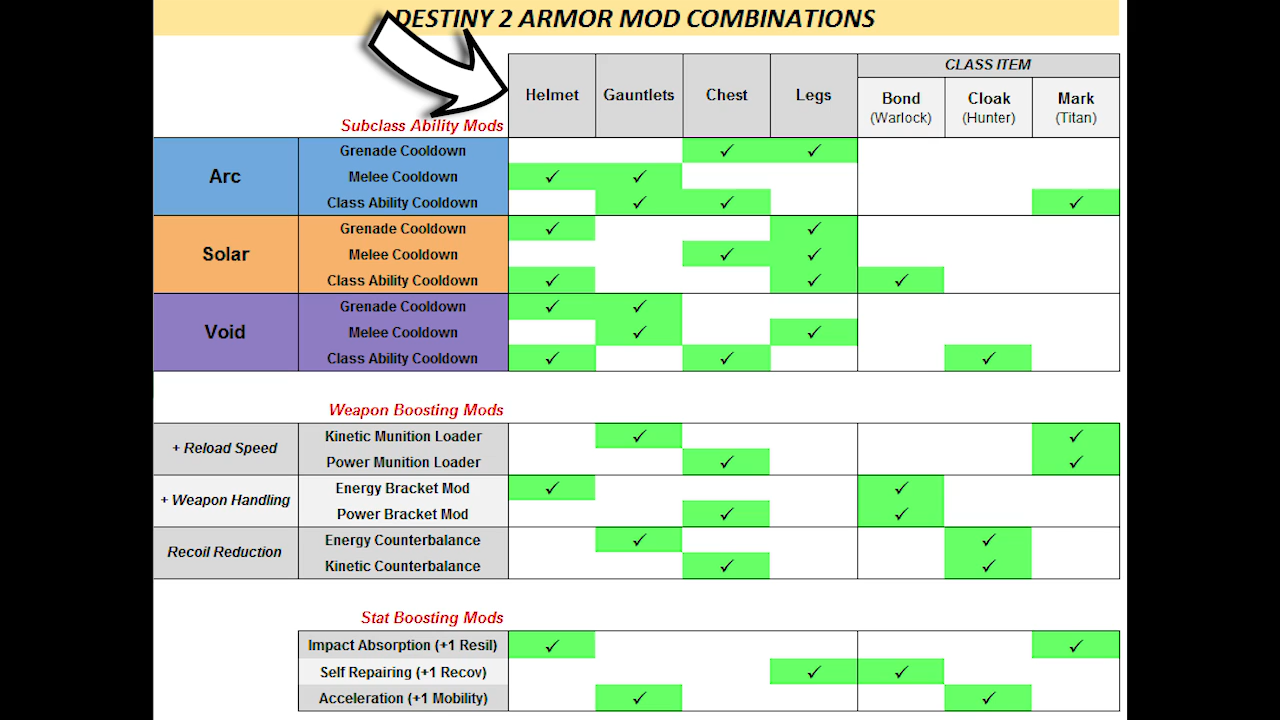 DESTINY 2 ARMOR MOD COMBINATIONS
CLASS ITEM
Helmet Gauntlets Chest Legs Bond Cloak Mark
(Warlock) (Hunter) (Titan)
Subclass Ability Mods
Grenade Cooldown ✓ ✓
Arc Melee Cooldown ✓ ✓
Class Ability Cooldown ✓ ✓ ✓
Grenade Cooldown ✓ ✓
Solar Melee Cooldown ✓ ✓
Class Ability Cooldown ✓ ✓ ✓
Grenade Cooldown ✓ ✓
Void Melee Cooldown ✓ ✓
Class Ability Cooldown ✓ ✓ ✓
Weapon Boosting Mods
+ Reload Speed Kinetic Munition Loader ✓ ✓
Power Munition Loader ✓ ✓
+ Weapon Handling Energy Bracket Mod ✓ ✓
Power Bracket Mod ✓ ✓
Recoil Reduction Energy Counterbalance ✓ ✓
Kinetic Counterbalance ✓ ✓
Stat Boosting Mods
Impact Absorption (+1 Resil) ✓ ✓
Self Repairing (+1 Recov) ✓ ✓
Acceleration (+1 Mobility) ✓ ✓